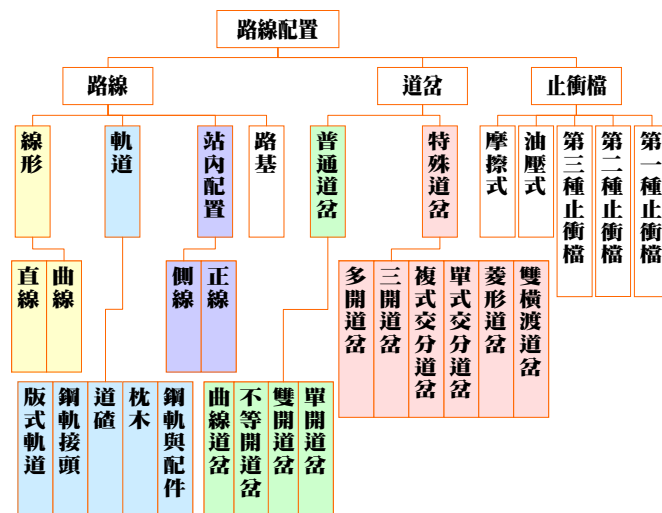 路線配置
路線
道岔
止衝檔
線形
軌道
站內配置
路基
普通道岔
特殊道岔
摩擦式
油壓式
第三種止衝檔
第二種止衝檔
第一種止衝檔
直線
曲線
側線
正線
多開道岔
三開道岔
複式交分道岔
單式交分道岔
菱形道岔
雙橫渡道岔
版式軌道
鋼軌接頭
道碴
枕木
鋼軌與配件
曲線道岔
不等開道岔
雙開道岔
單開道岔